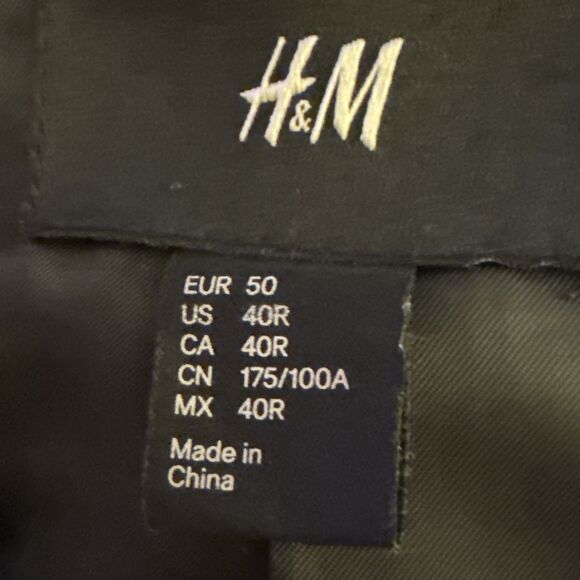 H&M
EUR 50
US 40R
CA 40R
CN 175/100A
MX 40R
Made in
China